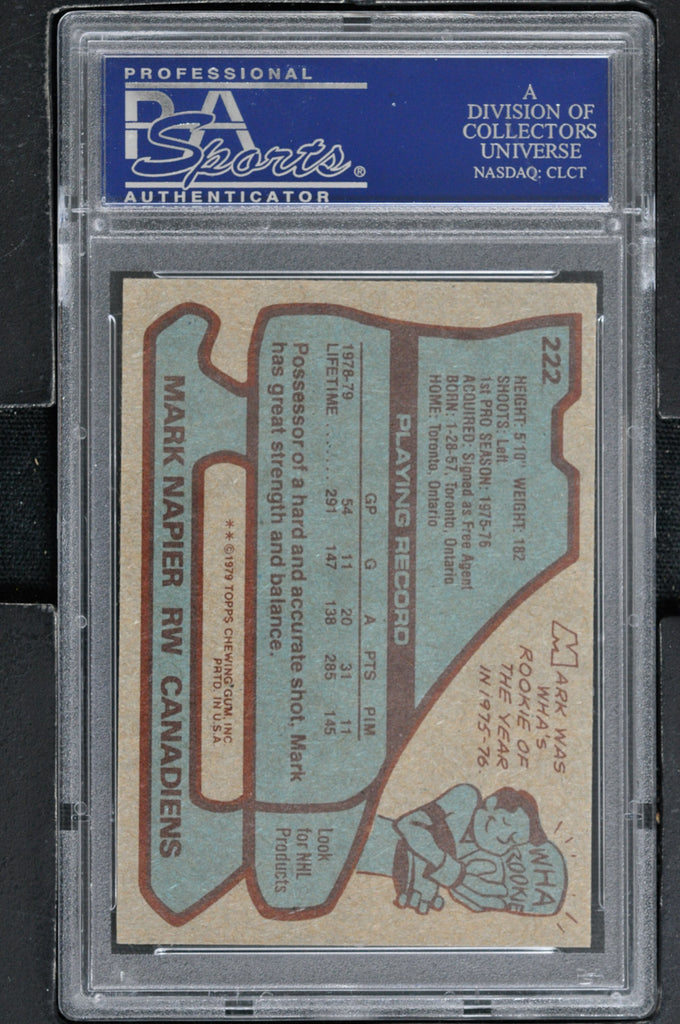 PROFESSIONAL
PSA
Sports®
AUTHENTICATOR
A
DIVISION OF
COLLECTORS
UNIVERSE
NASDAQ: CLCT
222
HEIGHT: 5'10" WEIGHT: 182
SHOOTS: Left
1st PRO SEASON: 1975-76
ACQUIRED: Signed as Free Agent
BORN: 1-28-57, Toronto, Ontario
HOME: Toronto, Ontario
MARK WAS
WHA'S
ROOKIE OF
THE YEAR
IN 1975-76.
WHA
ROOKIE
PLAYING RECORD
GP G A PTS PIM
1978-79 54 11 20 31 11
LIFETIME ........ 291 147 138 285 145
Possessor of a hard and accurate shot, Mark
has great strength and balance.
Look
for NHL
Products
**©1979 TOPPS CHEWING GUM, INC
PRTD. IN U.S.A
MARK NAPIER RW CANADIENS